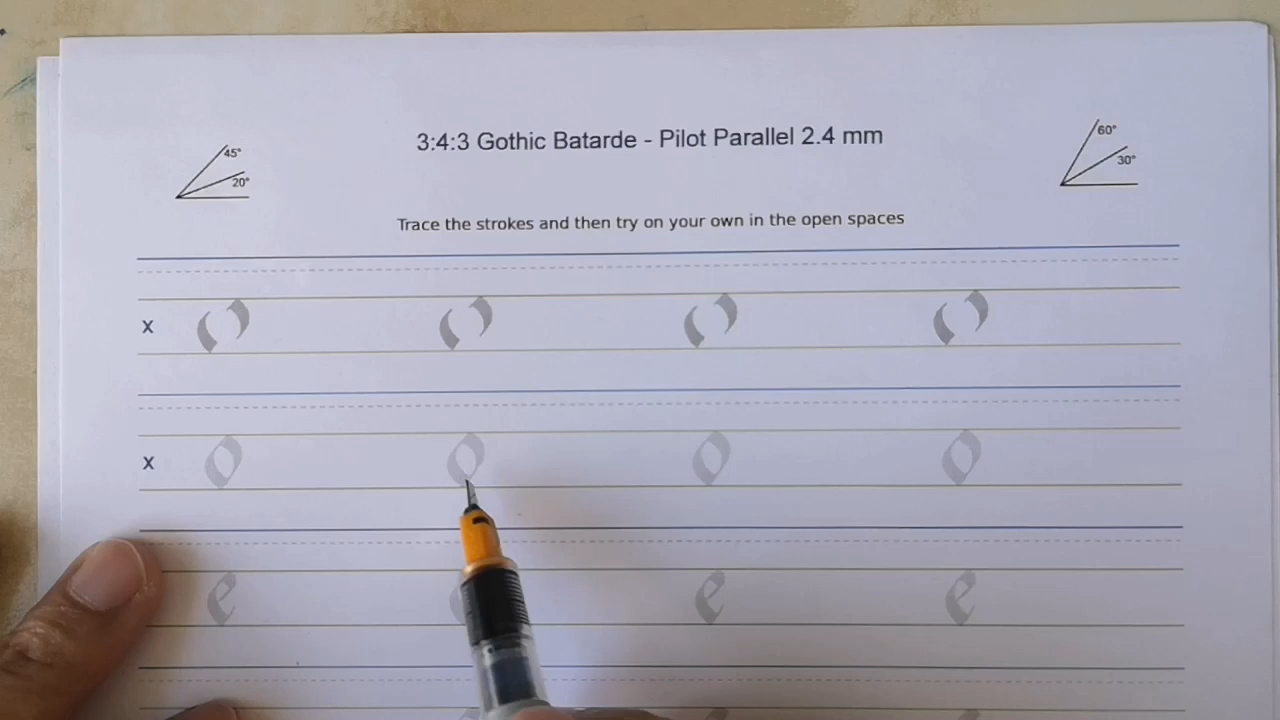 3:4:3 Gothic Batarde - Pilot Parallel 2.4 mm
45°
20°
60°
30°
Trace the strokes and then try on your own in the open spaces
x
x o o o o
e e e